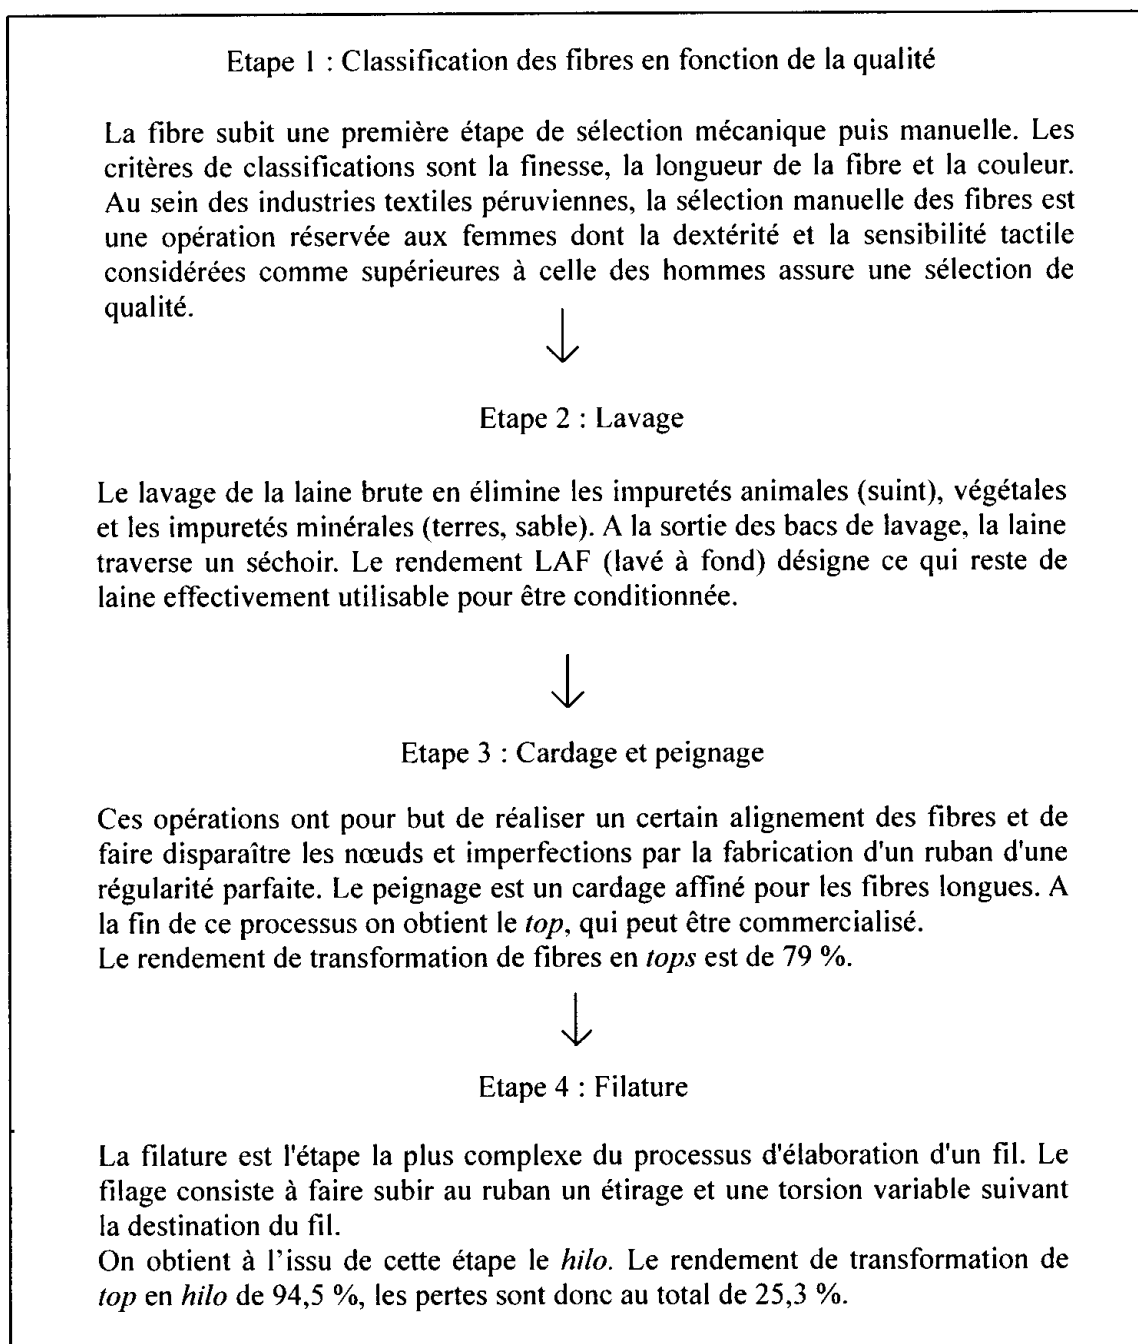 Etape 1 : Classification des fibres en fonction de la qualité
La fibre subit une première étape de sélection mécanique puis manuelle. Les
critères de classifications sont la finesse, la longueur de la fibre et la couleur.
Au sein des industries textiles péruviennes, la sélection manuelle des fibres est
une opération réservée aux femmes dont la dextérité et la sensibilité tactile
considérées comme supérieures à celle des hommes assure une sélection de
qualité.
Etape 2 : Lavage
Le lavage de la laine brute en élimine les impuretés animales (suint), végétales
et les impuretés minérales (terres, sable). A la sortie des bacs de lavage, la laine
traverse un séchoir. Le rendement LAF (lavé à fond) désigne ce qui reste de
laine effectivement utilisable pour être conditionnée.
Etape 3 : Cardage et peignage
Ces opérations ont pour but de réaliser un certain alignement des fibres et de
faire disparaître les nœuds et imperfections par la fabrication d'un ruban d'une
régularité parfaite. Le peignage est un cardage affiné pour les fibres longues. A
la fin de ce processus on obtient le top, qui peut être commercialisé.
Le rendement de transformation de fibres en tops est de 79 %.
Etape 4 : Filature
La filature est l'étape la plus complexe du processus d'élaboration d'un fil. Le
filage consiste à faire subir au ruban un étirage et une torsion variable suivant
la destination du fil.
On obtient à l'issu de cette étape le hilo. Le rendement de transformation de
top en hilo de 94,5 %, les pertes sont donc au total de 25,3 %.